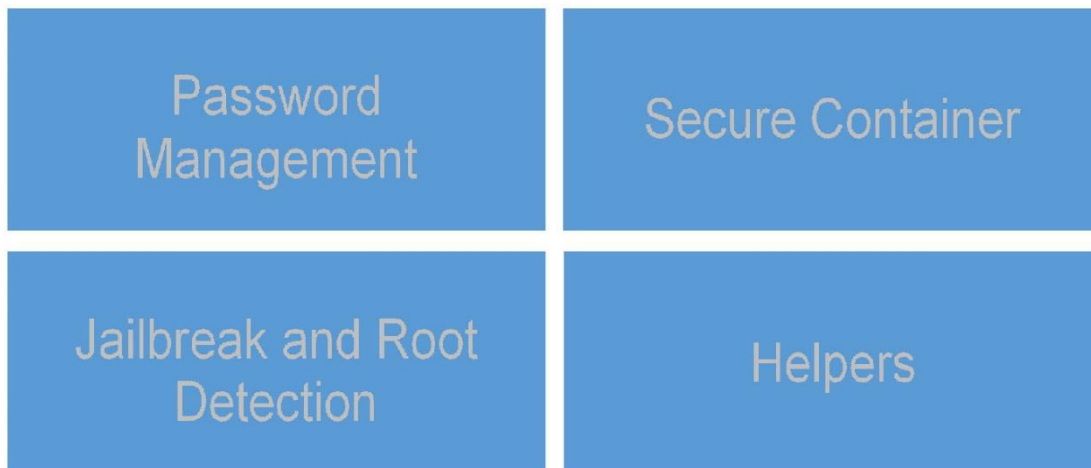 Password
Management
Secure Container
Jailbreak and Root
Detection
Helpers